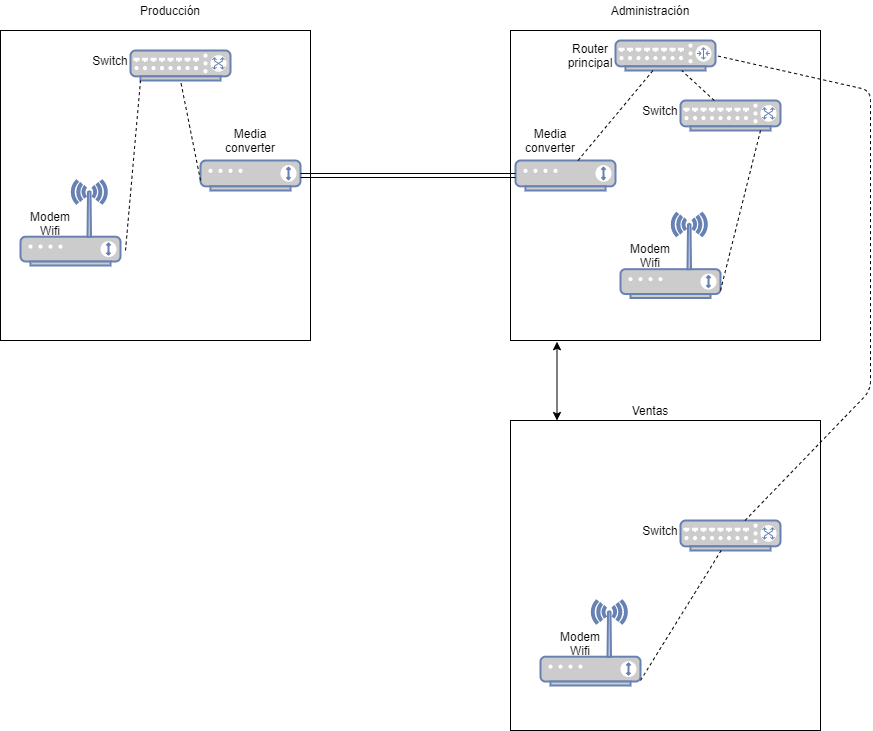 Producción
Administración
Switch
Media
converter
Modem
Wifi
Router
principal
Switch
Media
converter
Modem
Wifi
Ventas
Switch
Modem
Wifi